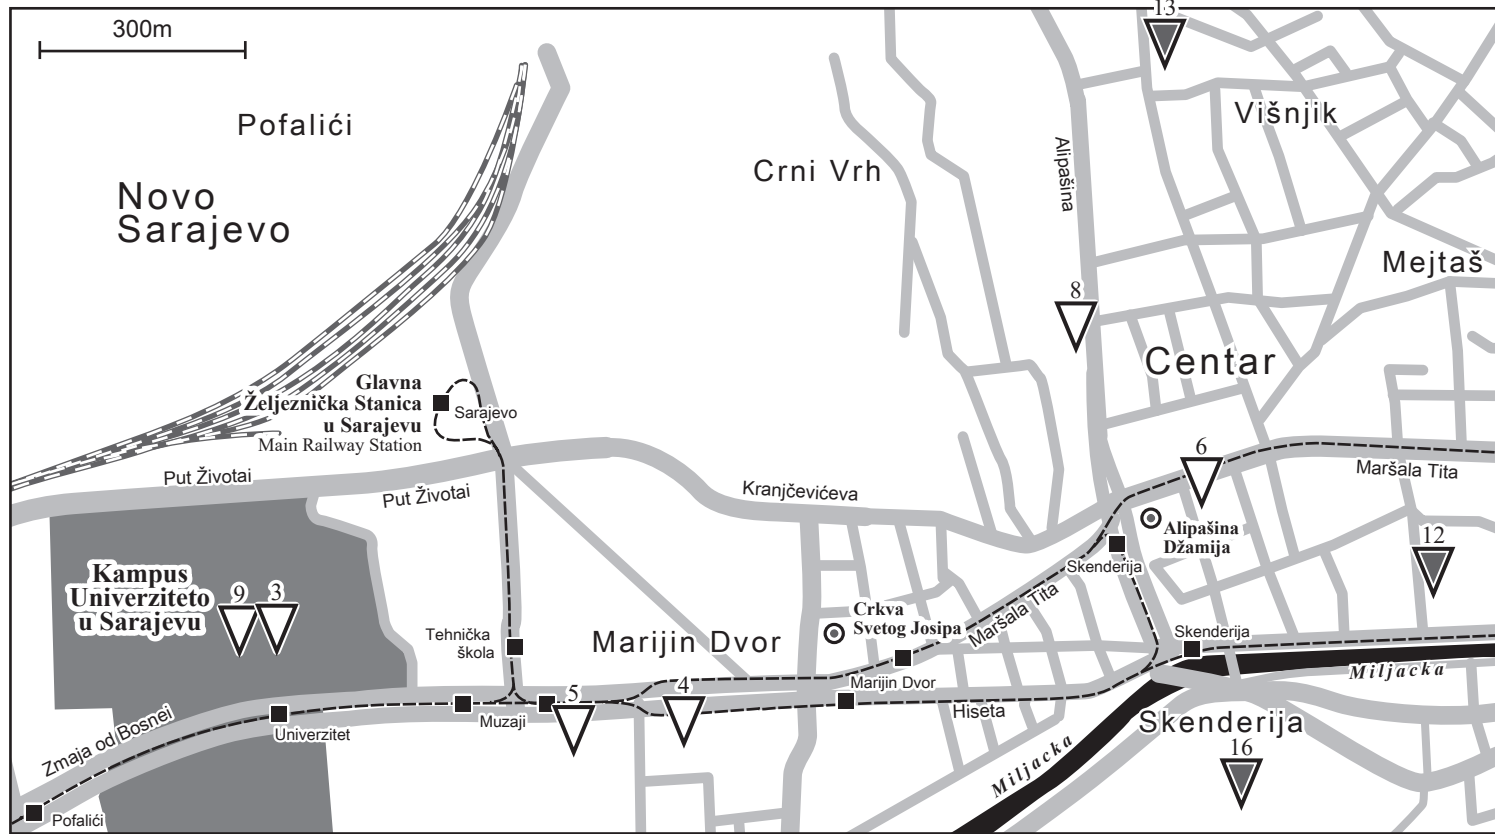 300m
13
Pofalići
Višnjik
Crni Vrh
Alipašina
Novo
Sarajevo
Mejtaš
8
Centar
Glavna
Željeznička Stanica
u Sarajevu
Main Railway Station
Sarajevo
6
Maršala Tita
Put Životai
Put Životai
Kranjčevićeva
Alipašina
Džamija
12
Skenderija
Kampus
Univerziteto
u Sarajevu
9
3
Crkva
Svetog Josipa
Maršala Tita
Tehnička
škola
Marijin Dvor
Skenderija
Miljacka
Marijin Dvor
5
4
Muzaji
Hiseta
Zmaja od Bosnei
Univerzitet
Skenderija
16
Miljacka
Pofalići